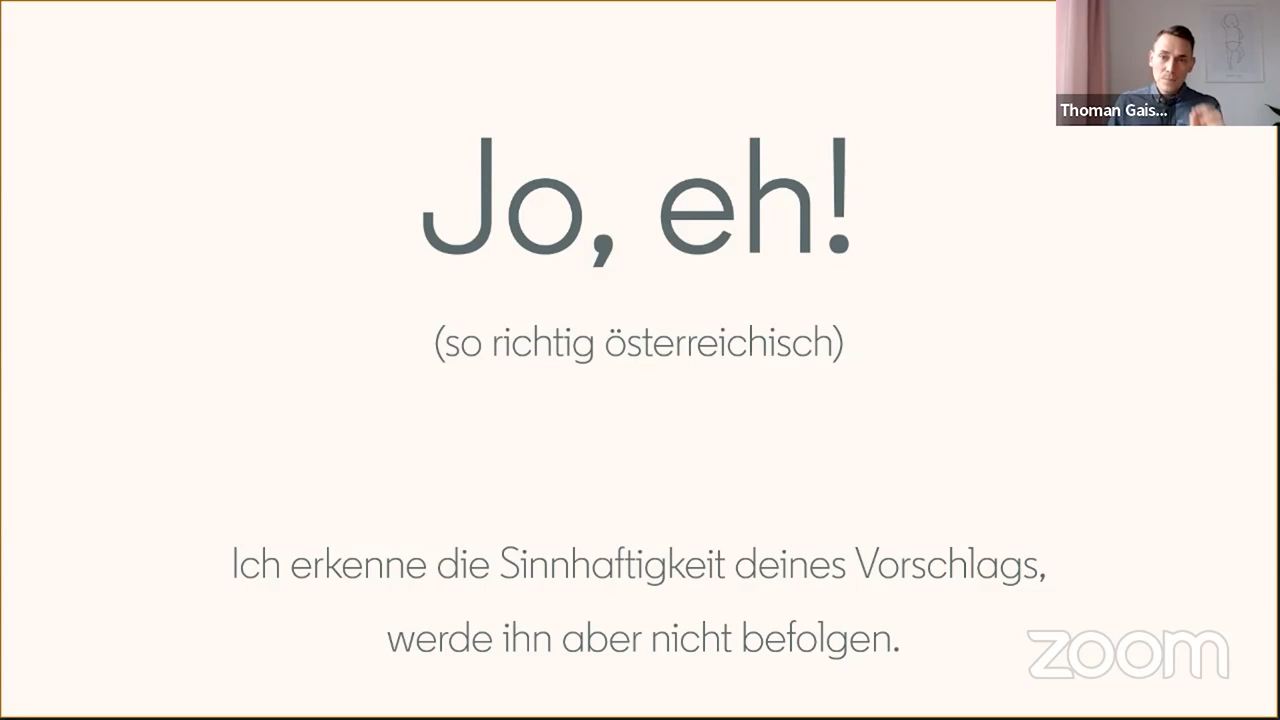 Thoman Gais...
Jo, eh!
(so richtig österreichisch)
Ich erkenne die Sinnhaftigkeit deines Vorschlags,
werde ihn aber nicht befolgen.
zoom